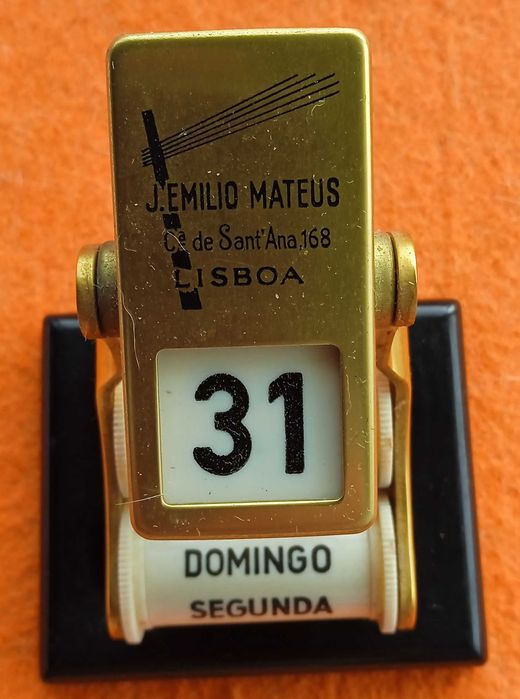 J. EMILIO MATEUS
Cª de Sant'Ana, 168
LISBOA
31
DOMINGO
SEGUNDA